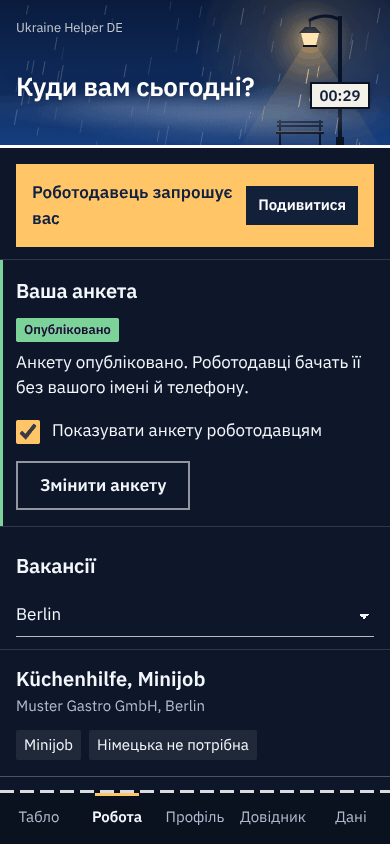 Ukraine Helper DE
Куди вам сьогодні?
00:29
Роботодавець запрошує
вас
Подивитися
Ваша анкета
Опубліковано
Анкету опубліковано. Роботодавці бачать її
без вашого імені й телефону.
Показувати анкету роботодавцям
Змінити анкету
Вакансії
Berlin
Küchenhilfe, Minijob
Muster Gastro GmbH, Berlin
Minijob
Німецька не потрібна
Табло
Робота
Профіль
Довідник
Дані